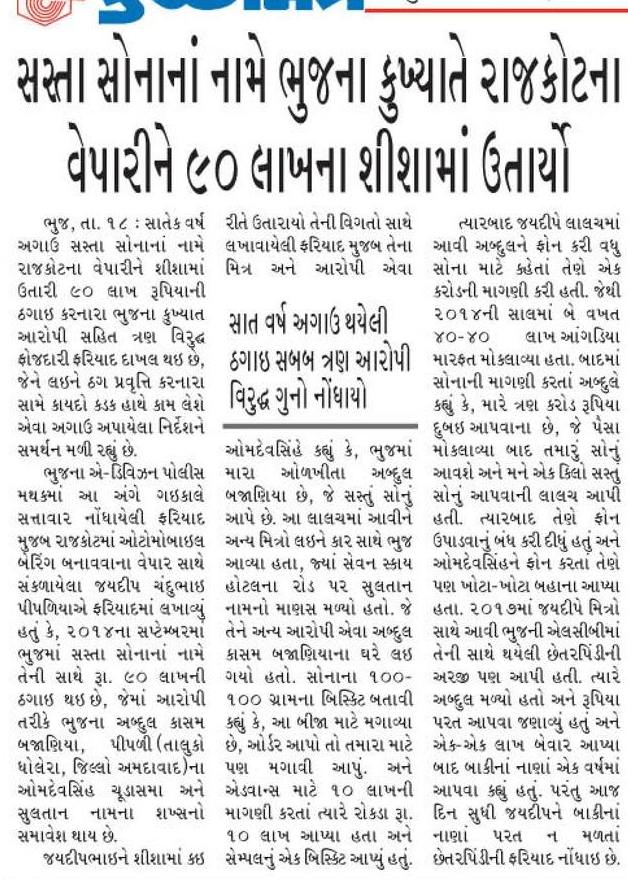 સસ્તા સોનાનાં નામે ભુજના કુખ્યાતે રાજકોટના
વેપારીને ૯૦ લાખના શીશામાં ઉતાર્યો
ભુજ, તા. ૧૮ : સાતેક વર્ષ
અગાઉ સસ્તા સોનાનાં નામે
રાજકોટના વેપારીને શીશામાં
ઉતારી ૯૦ લાખ રૂપિયાની
ઠગાઇ કરનારા ભુજના કુખ્યાત
આરોપી સહિત ત્રણ વિરુદ્ધ
ફોજદારી ફરિયાદ દાખલ થઇ છે,
જેને લઇને ઠગ પ્રવૃત્તિ કરનારા
સામે કાયદો કડક હાથે કામ લેશે
એવા અગાઉ અપાયેલા નિર્દેશને
સમર્થન મળી રહ્યું છે.
ભુજના એ-ડિવિઝન પોલીસ
મથકમાં આ અંગે ગઇકાલે
સત્તાવાર નોંધાયેલી ફરિયાદ
મુજબ રાજકોટમાં ઓટોમોબાઇલ
બેરિંગ બનાવવાના વેપાર સાથે
સંકળાયેલા જયદીપ ચંદુભાઇ
પીપળિયાએ ફરિયાદમાં લખાવ્યું
હતું કે, ૨૦૧૪ના સપ્ટેમ્બરમાં
ભુજમાં સસ્તા સોનાનાં નામે
તેની સાથે રૂા. ૯૦ લાખની
ઠગાઇ થઇ છે, જેમાં આરોપી
તરીકે ભુજના અબ્દુલ કાસમ
બજાણિયા, પીપળી (તાલુકો
ધોલેરા, જિલ્લો અમદાવાદ)ના
ઓમદેવસિંહ ચૂડાસમા અને
સુલતાન નામના શખ્સનો
સમાવેશ થાય છે.
જયદીપભાઇને શીશામાં કઇ
રીતે ઉતારાયો તેની વિગતો સાથે
લખાવાયેલી ફરિયાદ મુજબ તેના
મિત્ર અને આરોપી એવા
સાત વર્ષ અગાઉ થયેલી
ઠગાઇ સબબ ત્રણ આરોપી
વિરુદ્ધ ગુનો નોંધાયો
ઓમદેવસિંહે કહ્યું કે, ભુજમાં
મારા ઓળખીતા અબ્દુલ
બજાણિયા છે, જે સસ્તું સોનું
આપે છે. આ લાલચમાં આવીને
અન્ય મિત્રો લઇને કાર સાથે ભુજ
આવ્યા હતા, જ્યાં સેવન સ્કાય
હોટલના રોડ પર સુલતાન
નામનો માણસ મળ્યો હતો. જે
તેને અન્ય આરોપી એવા અબ્દુલ
કાસમ બજાણિયાના ઘરે લઇ
ગયો હતો. સોનાના ૧૦૦-
૧૦૦ ગ્રામના બિસ્કિટ બતાવી
કહ્યું કે, આ બીજા માટે મગાવ્યા
છે, ઓર્ડર આપો તો તમારા માટે
પણ મગાવી આપું. અને
એડવાન્સ માટે ૧૦ લાખની
માગણી કરતાં ત્યારે રોકડા રૂા.
૧૦ લાખ આપ્યા હતા અને
સેમ્પલનું એક બિસ્કિટ આપ્યું હતું.
ત્યારબાદ જયદીપે લાલચમાં
આવી અબ્દુલને ફોન કરી વધુ
સોના માટે કહેતાં તેણે એક
કરોડની માગણી કરી હતી. જેથી
૨૦૧૪ની સાલમાં બે વખત
૪૦-૪૦ લાખ આંગડિયા
મારફત મોકલાવ્યા હતા. બાદમાં
સોનાની માગણી કરતાં અબ્દુલે
કહ્યું કે, મારે ત્રણ કરોડ રૂપિયા
દુબઇ આપવાના છે, જે પૈસા
મોકલાવ્યા બાદ તમારું સોનું
આવશે અને મને એક કિલો સસ્તુ
સોનું આપવાની લાલચ આપી
હતી. ત્યારબાદ તેણે ફોન
ઉપાડવાનું બંધ કરી દીધું હતું અને
ઓમદેવસિંહને ફોન કરતા તેણે
પણ ખોટા-ખોટા બહાના આપ્યા
હતા. ૨૦૧૭માં જયદીપે મિત્રો
સાથે આવી ભુજની એલસીબીમાં
તેની સાથે થયેલી છેતરપિંડીની
અરજી પણ આપી હતી. ત્યારે
અબ્દુલ મળ્યો હતો અને રૂપિયા
પરત આપવા જણાવ્યું હતું અને
એક-એક લાખ બેવાર આપ્યા
બાદ બાકીનાં નાણાં એક વર્ષમાં
આપવા કહ્યું હતું. પરંતુ આજ
દિન સુધી જયદીપને બાકીનાં
નાણાં પરત ન મળતાં
છેતરપિંડીની ફરિયાદ નોંધાઇ છે.